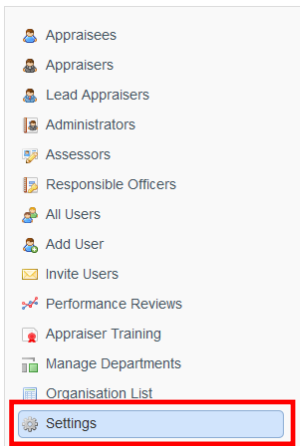 Appraisees
Appraisers
Lead Appraisers
Administrators
Assessors
Responsible Officers
All Users
Add User
Invite Users
Performance Reviews
Appraiser Training
Manage Departments
Organisation List
Settings